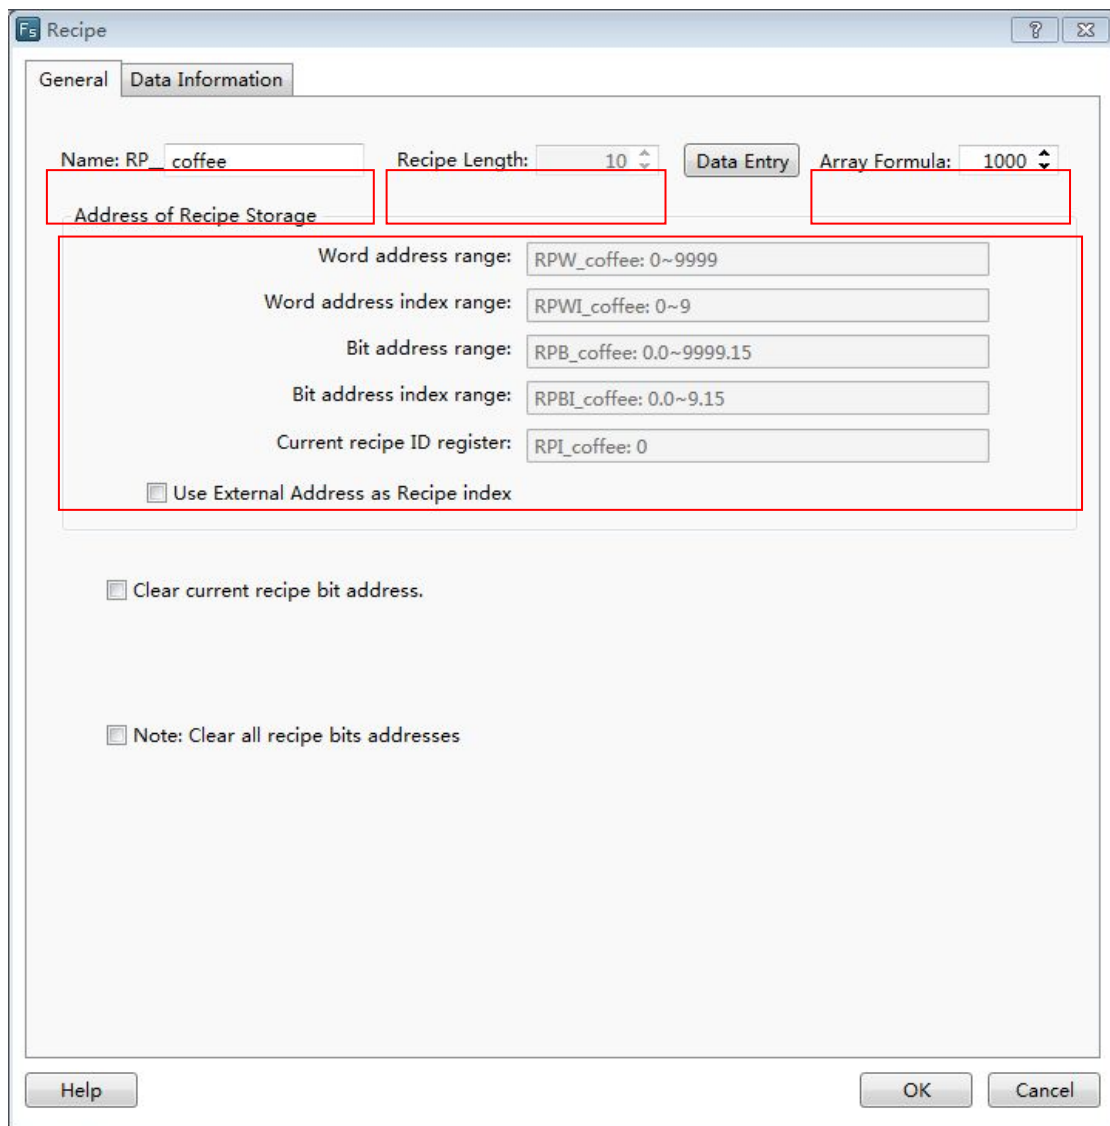 Fs Recipe
General Data Information
Name: RP_ coffee Recipe Length: 10 Data Entry Array Formula: 1000
Address of Recipe Storage
Word address range: RPW_coffee: 0~9999
Word address index range: RPWI_coffee: 0~9
Bit address range: RPB_coffee: 0.0~9999.15
Bit address index range: RPBI_coffee: 0.0~9.15
Current recipe ID register: RPI_coffee: 0
Use External Address as Recipe index
Clear current recipe bit address.
Note: Clear all recipe bits addresses
Help OK Cancel